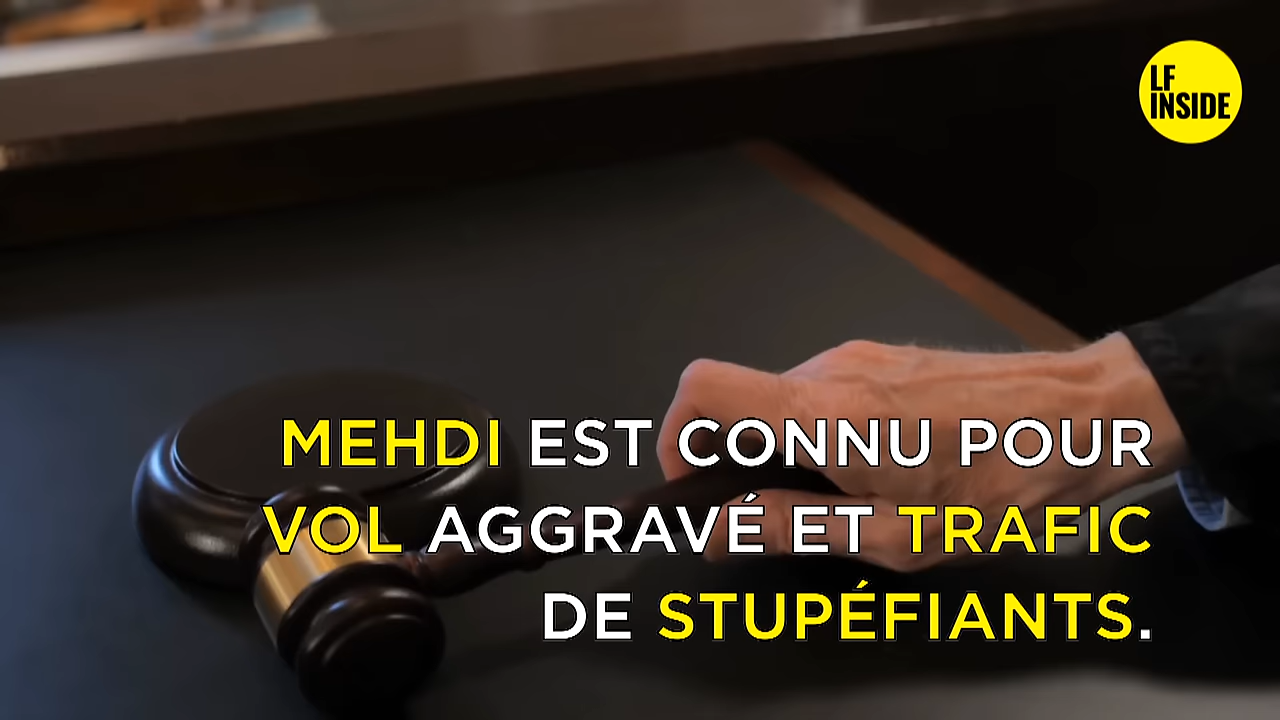 LF
INSIDE
MEHDI EST CONNU POUR
VOL AGGRAVÉ ET TRAFIC
DE STUPÉFIANTS.